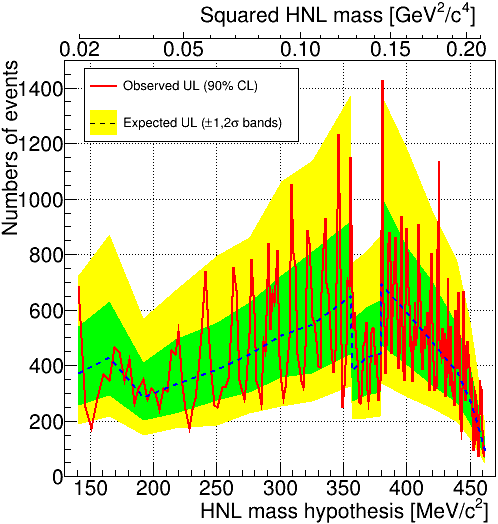 Squared HNL mass [GeV²/c⁴]
0.02 0.05 0.10 0.15 0.20
Numbers of events
1400
1200
1000
800
600
400
200
0
Observed UL (90% CL)
Expected UL (±1,2σ bands)
150 200 250 300 350 400 450
HNL mass hypothesis [MeV/c²]